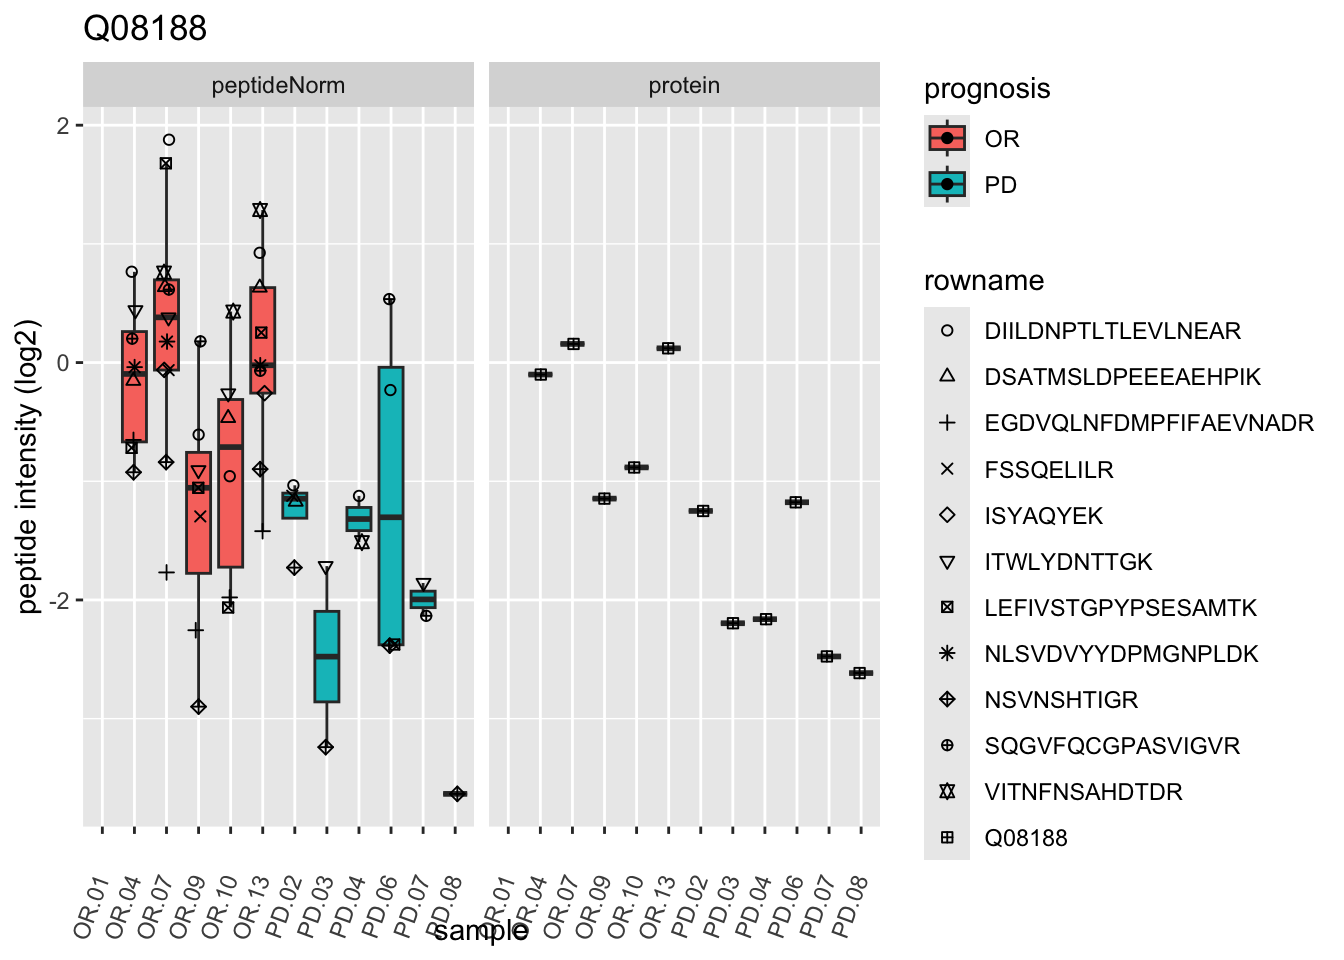 Q08188
peptideNorm
protein
peptide intensity (log2)
2
0
-2
OR.01
OR.04
OR.07
OR.09
OR.10
OR.13
PD.02
PD.03
PD.04
PD.06
PD.07
PD.08
OR.01
OR.04
OR.07
OR.09
OR.10
OR.13
PD.02
PD.03
PD.04
PD.06
PD.07
PD.08
sample
prognosis
OR
PD
rowname
DIILDNPTLTLEVLNEAR
DSATMSLDPEEEAEHPIK
EGDVQLNFDMPFIFAEVNADR
FSSQELILR
ISYAQYEK
ITWLYDNTTGK
LEFIVSTGPYPSESAMTK
NLSVDVYYDPMGNPLDK
NSVNSHTIGR
SQGVFQCGPASVIGVR
VITNFNSAHDTDR
Q08188